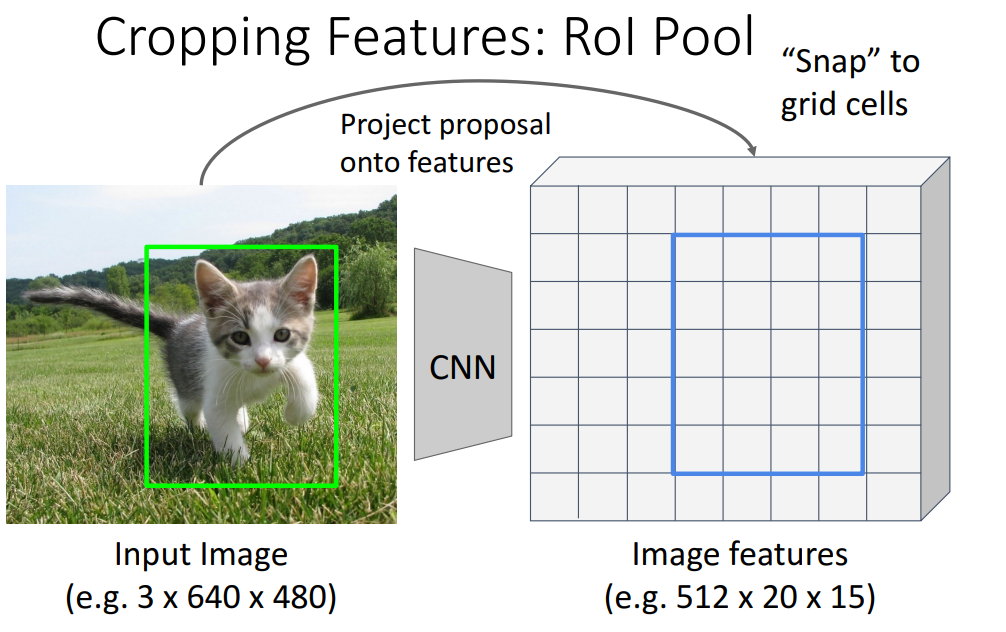 Cropping Features: RoI Pool
“Snap” to
grid cells
Project proposal
onto features
CNN
Input Image
(e.g. 3 x 640 x 480)
Image features
(e.g. 512 x 20 x 15)